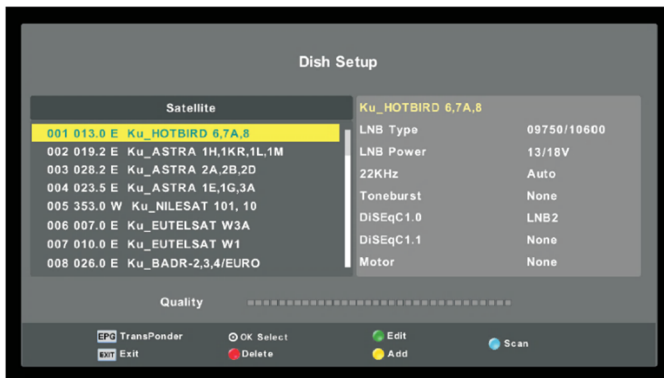 Dish Setup
Satellite
001 013.0 E Ku_HOTBIRD 6,7A,8
002 019.2 E Ku_ASTRA 1H,1KR,1L,1M
003 028.2 E Ku_ASTRA 2A,2B,2D
004 023.5 E Ku_ASTRA 1E,1G,3A
005 353.0 W Ku_NILESAT 101, 10
006 007.0 E Ku_EUTELSAT W3A
007 010.0 E Ku_EUTELSAT W1
008 026.0 E Ku_BADR-2,3,4/EURO
Ku_HOTBIRD 6,7A,8
LNB Type 09750/10600
LNB Power 13/18V
22KHz Auto
Toneburst None
DiSEqC1.0 LNB2
DiSEqC1.1 None
Motor None
Quality
EPG TransPonder OK Select Edit Scan
EXIT Exit Delete Add